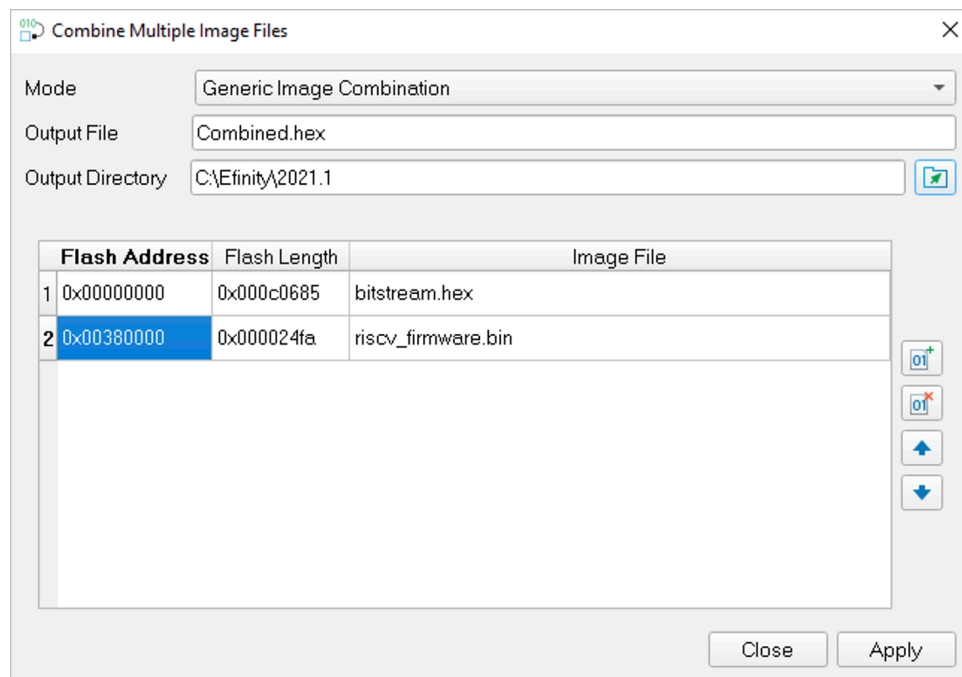 Combine Multiple Image Files
Mode Generic Image Combination
Output File Combined.hex
Output Directory C:\Efinity\2021.1
Flash Address Flash Length Image File
1 0x00000000 0x000c0685 bitstream.hex
2 0x00380000 0x000024fa riscv_firmware.bin
Close Apply